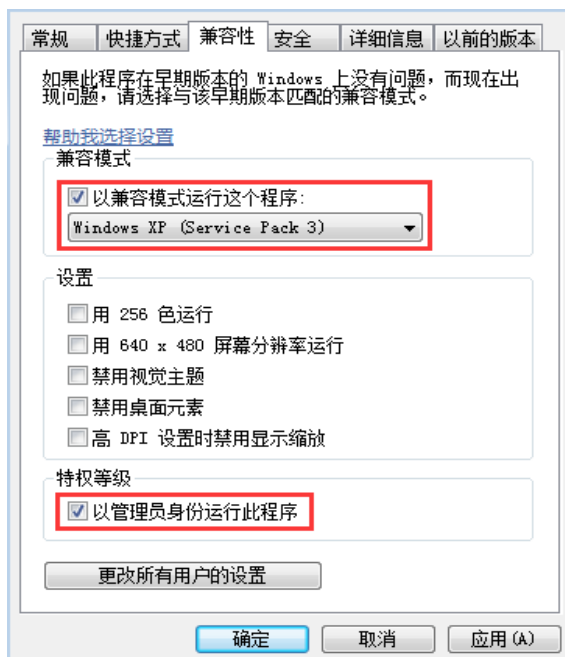 常规 快捷方式 兼容性 安全 详细信息 以前的版本
如果此程序在早期版本的 Windows 上没有问题，而现在出
现问题，请选择与该早期版本匹配的兼容模式。
帮助我选择设置
兼容模式
以兼容模式运行这个程序:
Windows XP (Service Pack 3)
设置
用 256 色运行
用 640 x 480 屏幕分辨率运行
禁用视觉主题
禁用桌面元素
高 DPI 设置时禁用显示缩放
特权等级
以管理员身份运行此程序
更改所有用户的设置
确定 取消 应用(A)